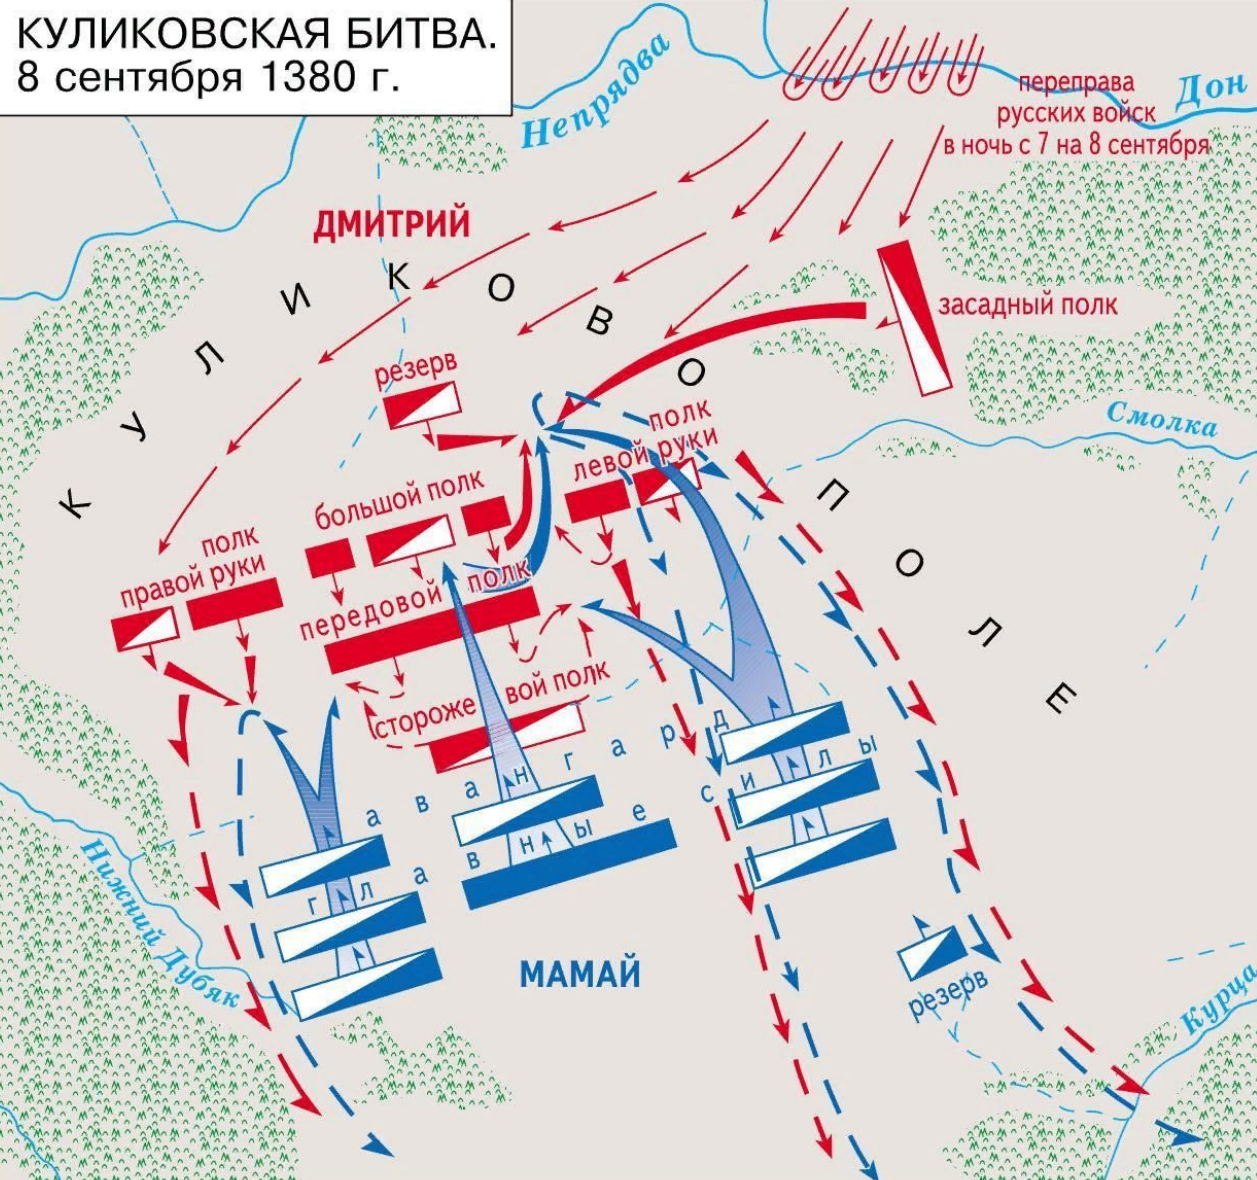 КУЛИКОВСКАЯ БИТВА.
8 сентября 1380 г.
Непрядва
Дон
переправа
русских войск
в ночь с 7 на 8 сентября
ДМИТРИЙ
КУЛИКОВО ПОЛЕ
засадный полк
резерв
Смолка
полк
левой руки
большой полк
полк
правой руки
передовой полк
сторожевой полк
авангард
главные силы
Нижний Дубяк
МАМАЙ
резерв
Курца